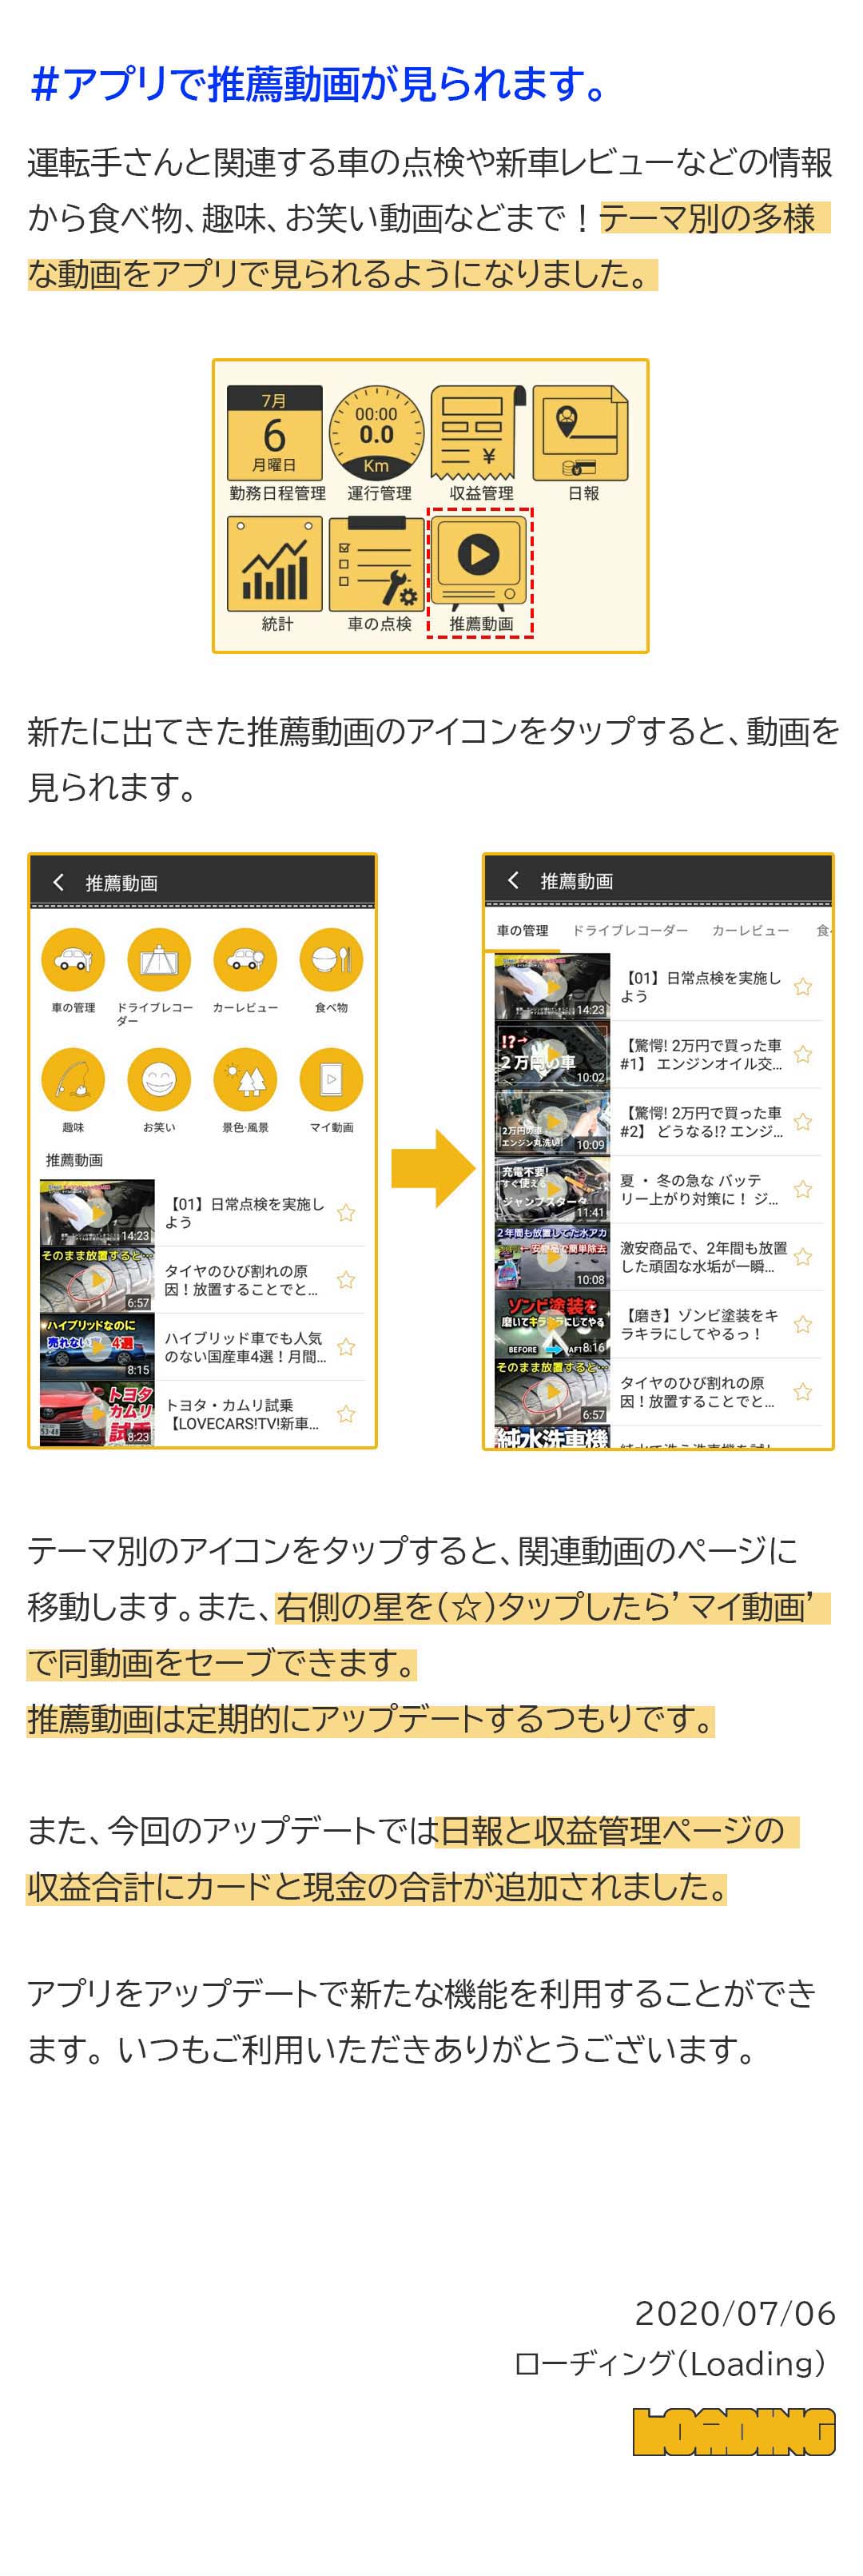 #アプリで推薦動画が見られます。
運転手さんと関連する車の点検や新車レビューなどの情報
から食べ物、趣味、お笑い動画などまで！テーマ別の多様
な動画をアプリで見られるようになりました。
7月
6
月曜日
00:00
0.0
Km
¥
¥
勤務日程管理 運行管理 収益管理 日報
統計 車の点検 推薦動画
新たに出てきた推薦動画のアイコンをタップすると、動画を
見られます。
推薦動画
車の管理 ドライブレコー カーレビュー 食べ物
ダー
趣味 お笑い 景色·風景 マイ動画
推薦動画
14:23
【01】日常点検を実施し
よう
そのまま放置すると…
6:57
タイヤのひび割れの原
因！放置することでと...
ハイブリッドなのに
売れない 4選
8:15
ハイブリッド車でも人気
のない国産車4選！月間...
トヨタ
カムリ
試乗
53-48
8:23
トヨタ・カムリ試乗
【LOVECARS!TV!新車...
推薦動画
車の管理 ドライブレコーダー カーレビュー 食べ
14:23
【01】日常点検を実施し
よう
!?→
2万円の車
10:02
【驚愕! 2万円で買った車
#1】 エンジンオイル交...
2万円の車
エンジン丸洗い!
10:09
【驚愕! 2万円で買った車
#2】 どうなる!? エンジ...
充電不要!
すぐ使える
ジャンプスターター
11:41
夏 ・ 冬の急な バッテ
リー上がり対策に！ ジ...
2年間も放置してた水アカ
10:08
激安商品で、2年間も放置
した頑固な水垢が一瞬...
ゾンビ塗装を
磨いてキラキラにしてやる
BEFORE
AFT
8:16
【磨き】ゾンビ塗装をキ
ラキラにしてやるっ！
そのまま放置すると…
6:57
タイヤのひび割れの原
因！放置することでと...
純水洗車機
テーマ別のアイコンをタップすると、関連動画のページに
移動します。また、右側の星を(☆)タップしたら’マイ動画’
で同動画をセーブできます。
推薦動画は定期的にアップデートするつもりです。
また、今回のアップデートでは日報と収益管理ページの
収益合計にカードと現金の合計が追加されました。
アプリをアップデートで新たな機能を利用することができ
ます。いつもご利用いただきありがとうございます。
2020/07/06
ローディング(Loading)
LOADING